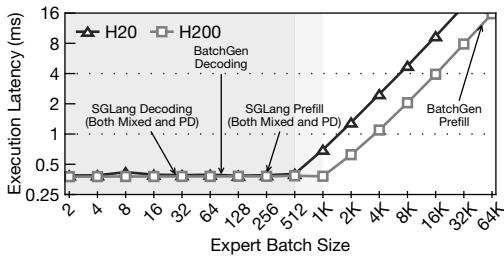 16
8
4
2
1
0.5
0.25
Execution Latency (ms)
H20
H200
BatchGen
Decoding
SGLang Decoding
(Both Mixed and PD)
SGLang Prefill
(Both Mixed and PD)
BatchGen
Prefill
2
4
8
16
32
64
128
256
512
1K
2K
4K
8K
16K
32K
64K
Expert Batch Size